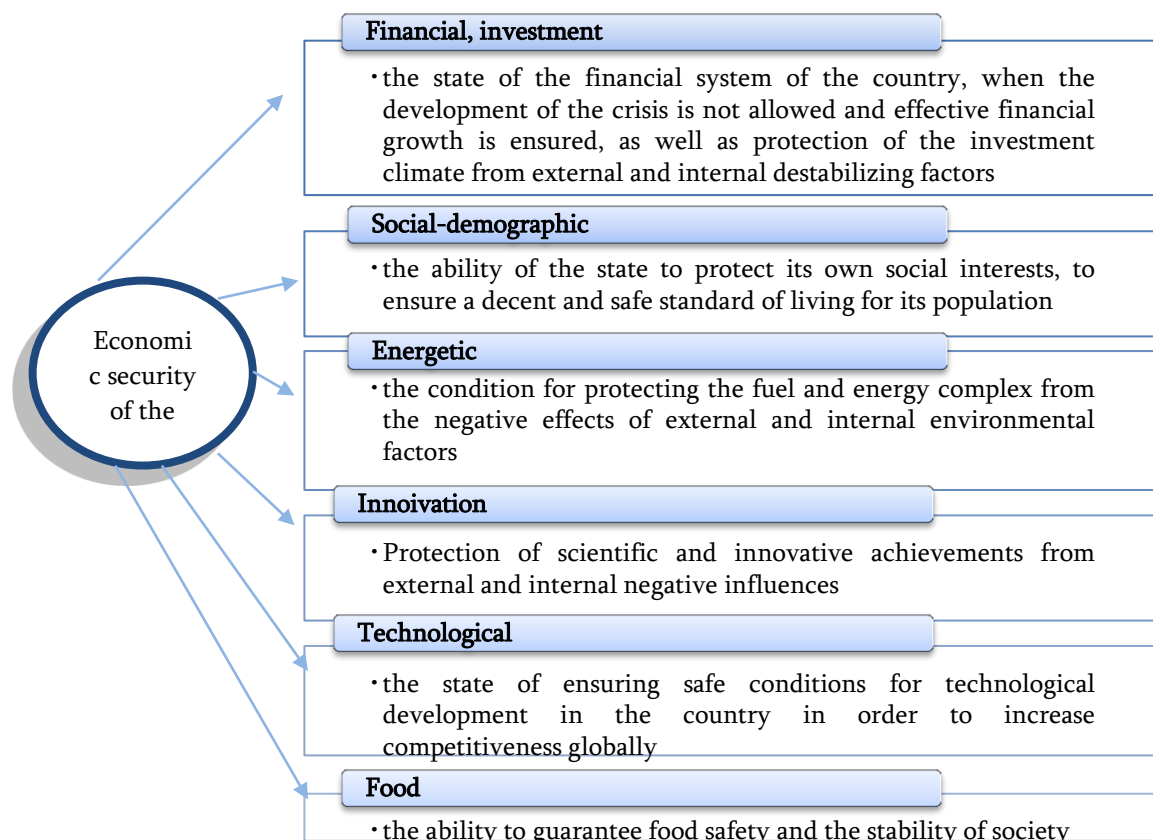 Financial, investment
· the state of the financial system of the country, when the
development of the crisis is not allowed and effective financial
growth is ensured, as well as protection of the investment
climate from external and internal destabilizing factors
Social-demographic
· the ability of the state to protect its own social interests, to
ensure a decent and safe standard of living for its population
Economi
c security
of the
Energetic
· the condition for protecting the fuel and energy complex from
the negative effects of external and internal environmental
factors
Innoivation
· Protection of scientific and innovative achievements from
external and internal negative influences
Technological
· the state of ensuring safe conditions for technological
development in the country in order to increase
competitiveness globally
Food
· the ability to guarantee food safety and the stability of society